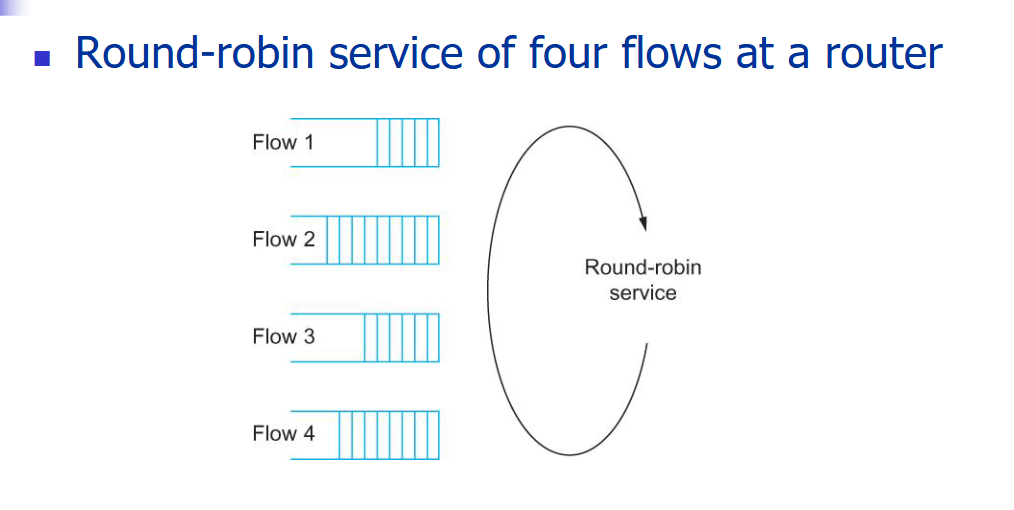 Round-robin service of four flows at a router
Flow 1
Flow 2
Round-robin
service
Flow 3
Flow 4